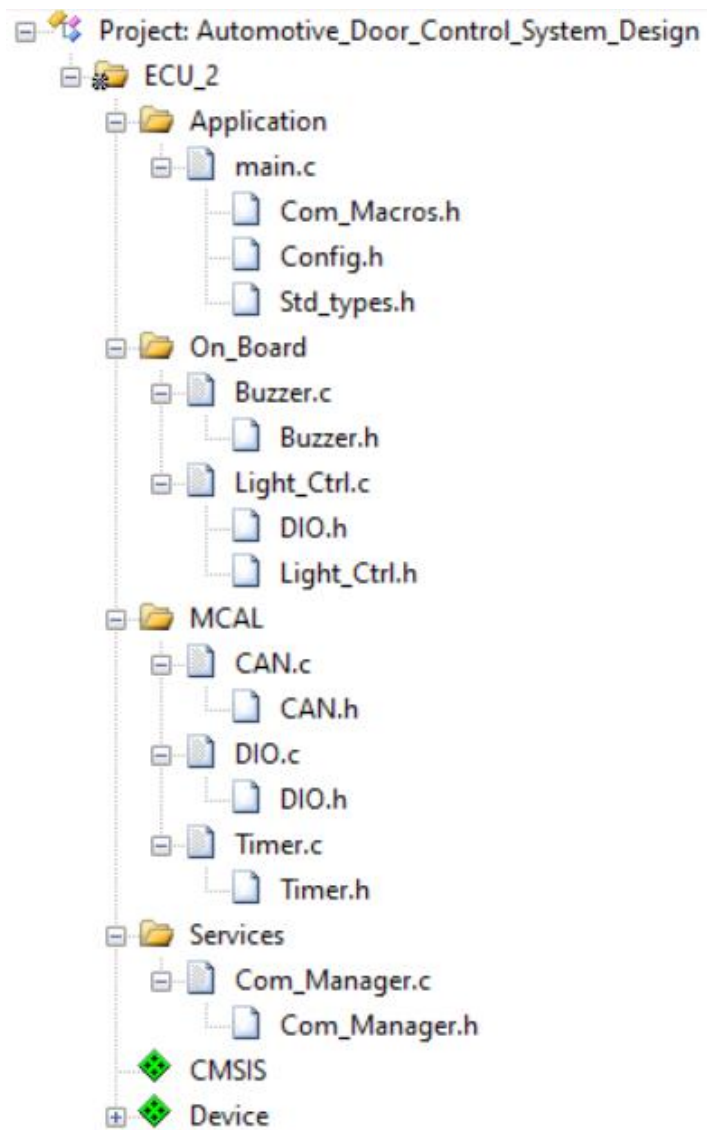 Project: Automotive_Door_Control_System_Design
ECU_2
Application
main.c
Com_Macros.h
Config.h
Std_types.h
On_Board
Buzzer.c
Buzzer.h
Light_Ctrl.c
DIO.h
Light_Ctrl.h
MCAL
CAN.c
CAN.h
DIO.c
DIO.h
Timer.c
Timer.h
Services
Com_Manager.c
Com_Manager.h
CMSIS
Device